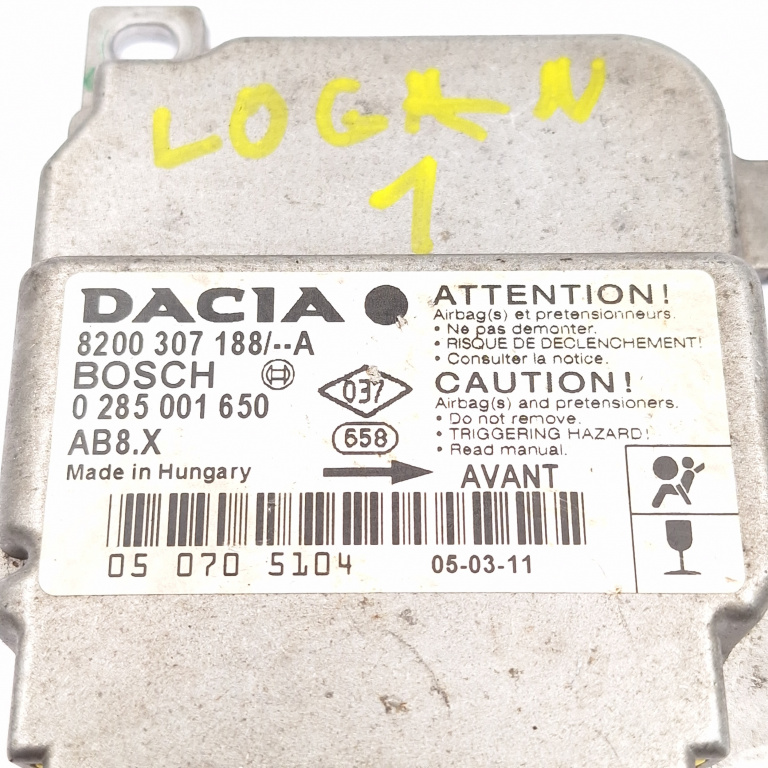 LOGAN
1
DACIA
8200 307 188/--A
BOSCH
0 285 001 650
AB8.X
Made in Hungary
037
658
ATTENTION!
Airbag(s) et pretensionneurs.
• Ne pas demonter.
• RISQUE DE DECLENCHEMENT!
• Consulter la notice.
CAUTION!
Airbag(s) and pretensioners.
• Do not remove.
• TRIGGERING HAZARD!
• Read manual.
AVANT
05 070 5104
05-03-11